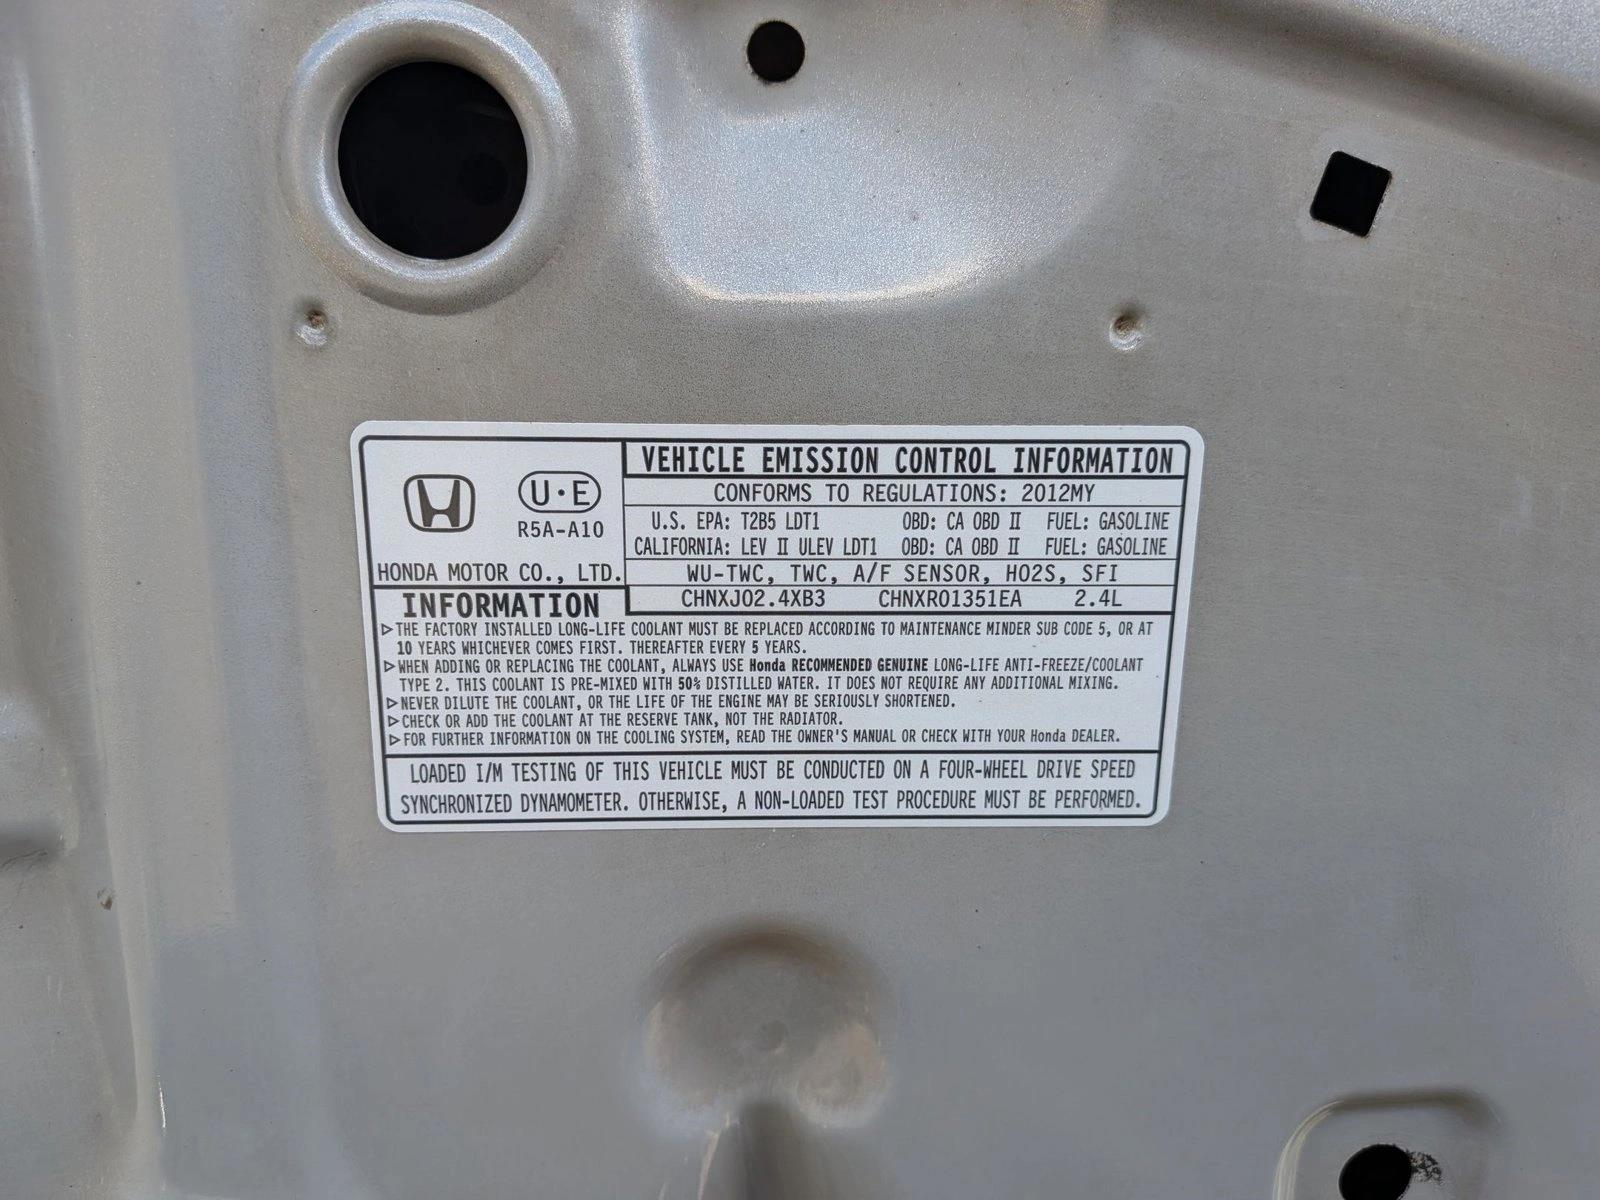 U·E
R5A-A10
HONDA MOTOR CO., LTD.
VEHICLE EMISSION CONTROL INFORMATION
CONFORMS TO REGULATIONS: 2012MY
U.S. EPA: T2B5 LDT1 OBD: CA OBD II FUEL: GASOLINE
CALIFORNIA: LEV II ULEV LDT1 OBD: CA OBD II FUEL: GASOLINE
WU-TWC, TWC, A/F SENSOR, HO2S, SFI
CHNXJ02.4XB3 CHNXR01351EA 2.4L
INFORMATION
▷THE FACTORY INSTALLED LONG-LIFE COOLANT MUST BE REPLACED ACCORDING TO MAINTENANCE MINDER SUB CODE 5, OR AT
10 YEARS WHICHEVER COMES FIRST. THEREAFTER EVERY 5 YEARS.
▷WHEN ADDING OR REPLACING THE COOLANT, ALWAYS USE Honda RECOMMENDED GENUINE LONG-LIFE ANTI-FREEZE/COOLANT
TYPE 2. THIS COOLANT IS PRE-MIXED WITH 50% DISTILLED WATER. IT DOES NOT REQUIRE ANY ADDITIONAL MIXING.
▷NEVER DILUTE THE COOLANT, OR THE LIFE OF THE ENGINE MAY BE SERIOUSLY SHORTENED.
▷CHECK OR ADD THE COOLANT AT THE RESERVE TANK, NOT THE RADIATOR.
▷FOR FURTHER INFORMATION ON THE COOLING SYSTEM, READ THE OWNER'S MANUAL OR CHECK WITH YOUR Honda DEALER.
LOADED I/M TESTING OF THIS VEHICLE MUST BE CONDUCTED ON A FOUR-WHEEL DRIVE SPEED
SYNCHRONIZED DYNAMOMETER. OTHERWISE, A NON-LOADED TEST PROCEDURE MUST BE PERFORMED.